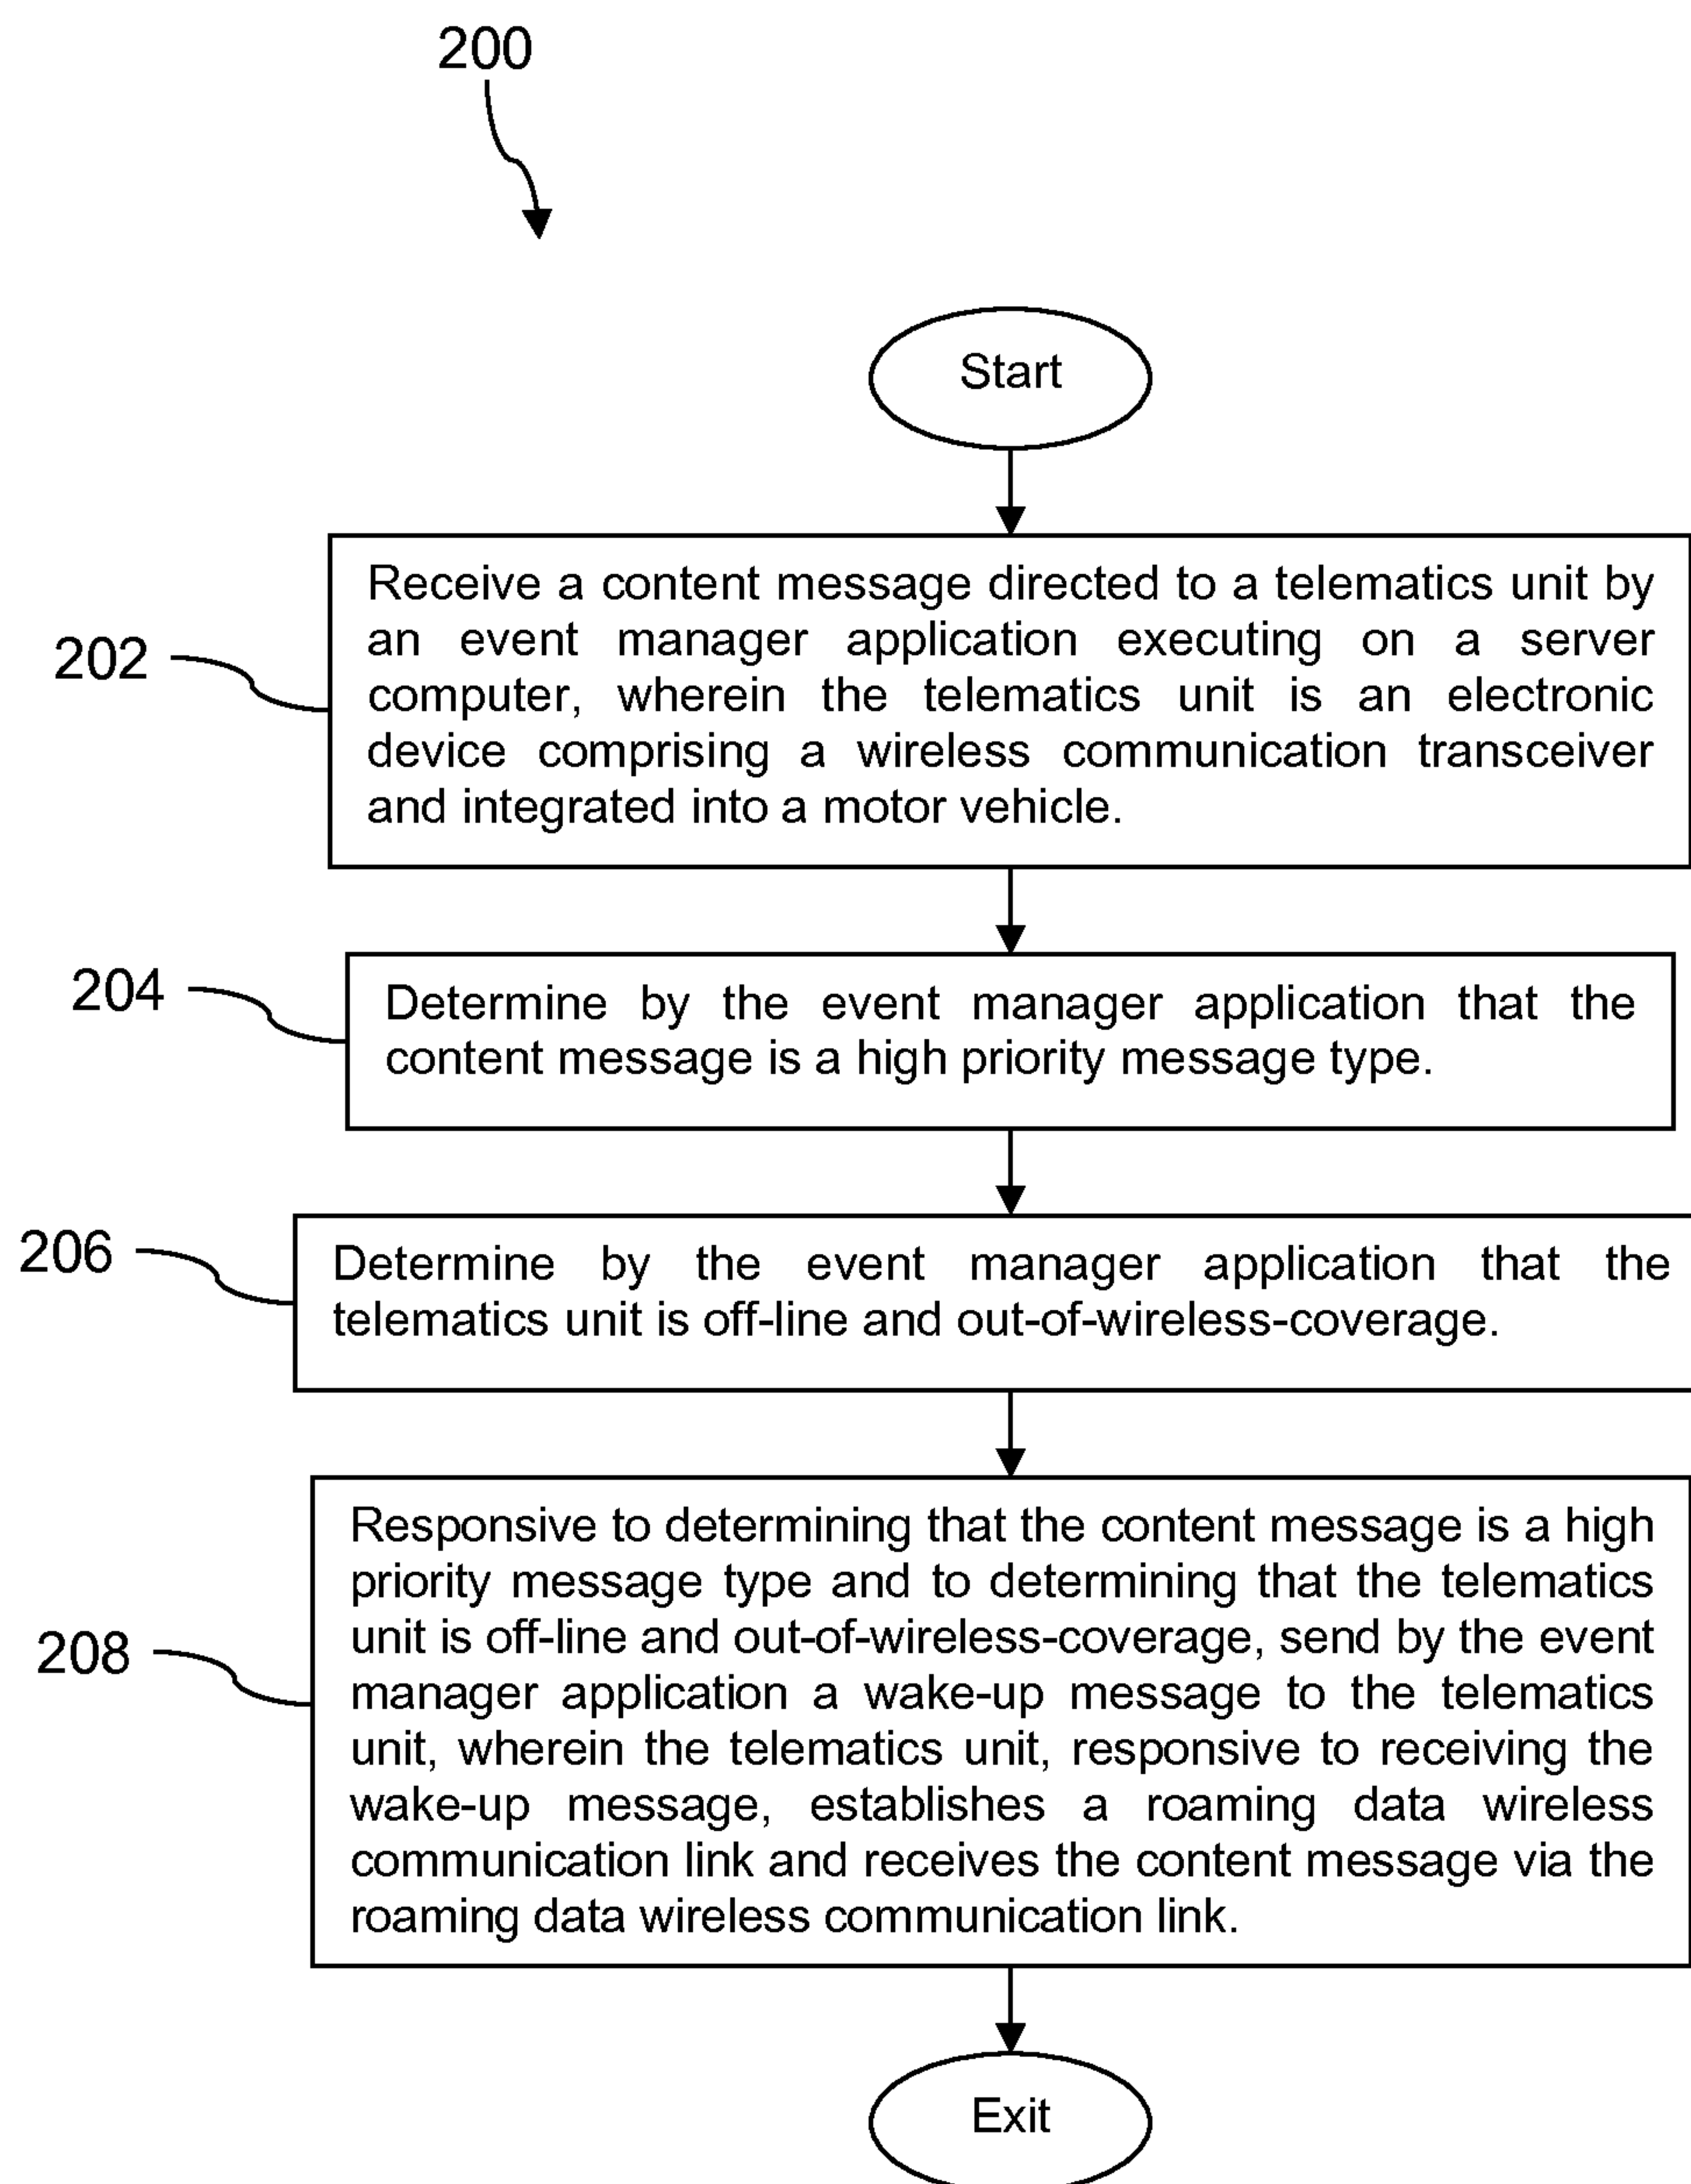 200
Start
202
Receive a content message directed to a telematics unit by
an event manager application executing on a server
computer, wherein the telematics unit is an electronic
device comprising a wireless communication transceiver
and integrated into a motor vehicle.
204
Determine by the event manager application that the
content message is a high priority message type.
206
Determine by the event manager application that the
telematics unit is off-line and out-of-wireless-coverage.
208
Responsive to determining that the content message is a high
priority message type and to determining that the telematics
unit is off-line and out-of-wireless-coverage, send by the event
manager application a wake-up message to the telematics
unit, wherein the telematics unit, responsive to receiving the
wake-up message, establishes a roaming data wireless
communication link and receives the content message via the
roaming data wireless communication link.
Exit